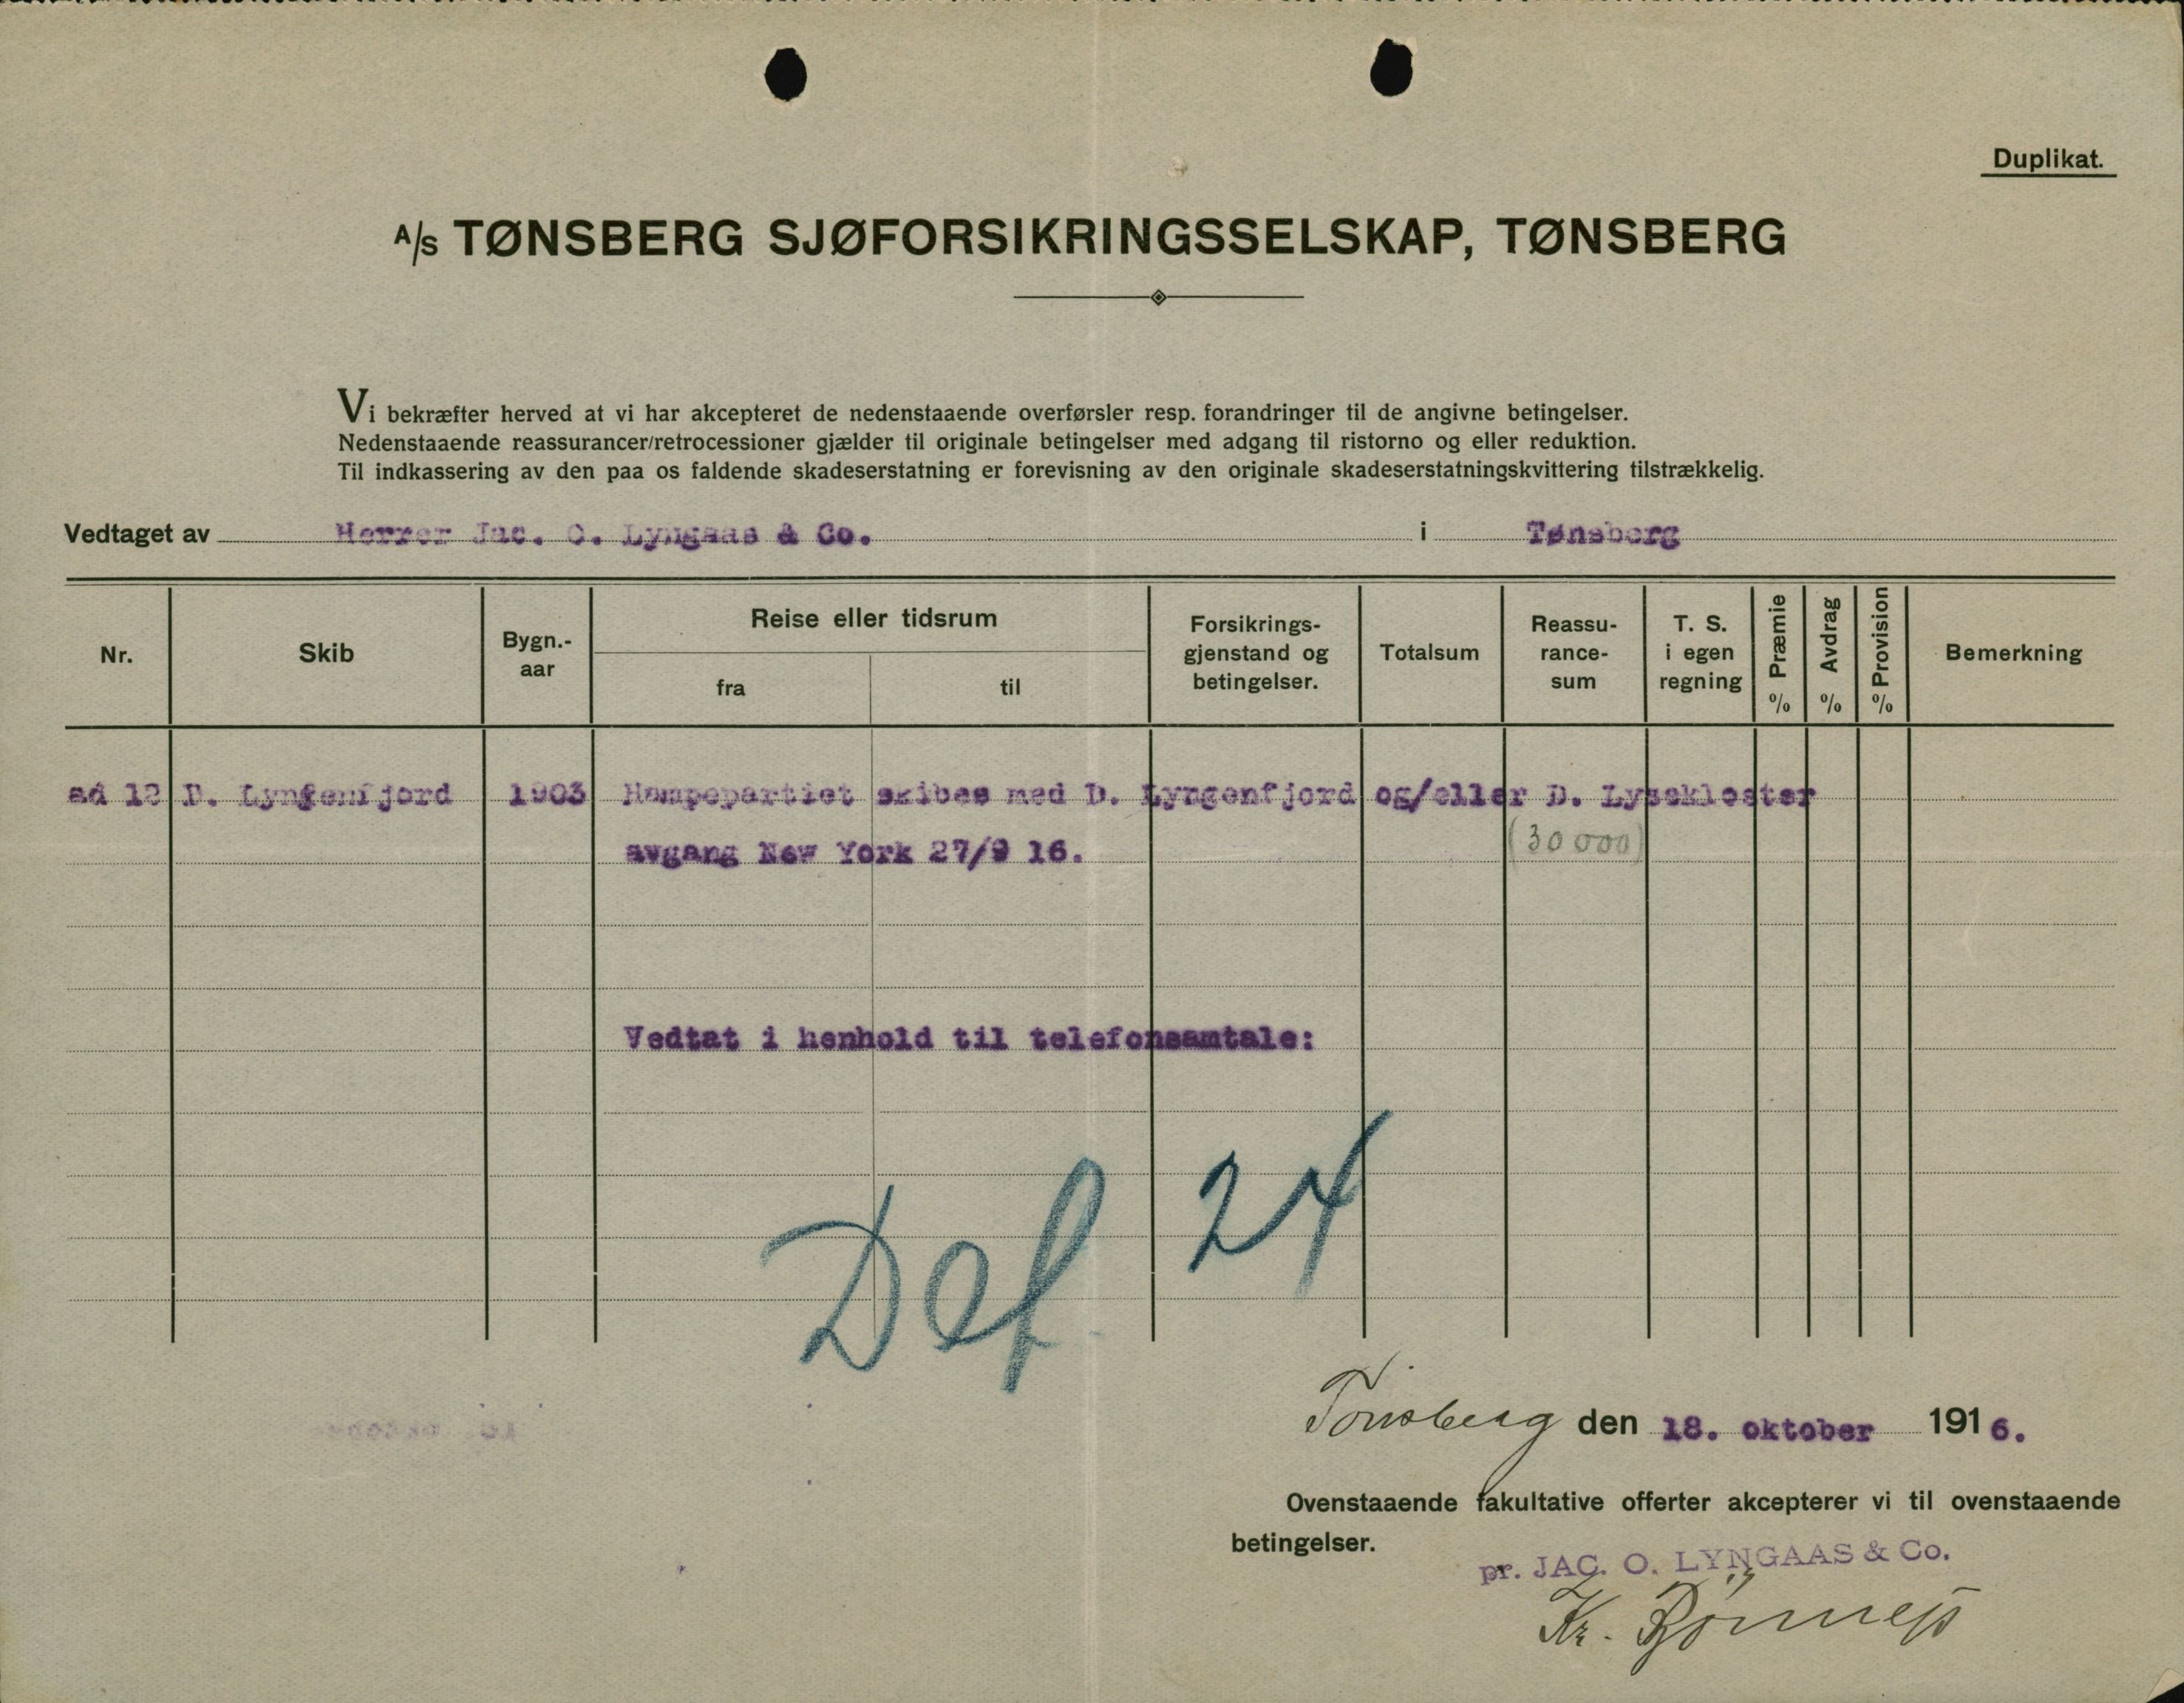 Duplikat.
A/S TØNSBERG SJØFORSIKRINGSSELSKAP, TØNSBERG
Vi bekræfter herved at vi har akcepteret de nedenstaaende overførsler resp. forandringer til de angivne betingelser.
Nedenstaaende reassurancer/retrocessioner gjælder til originale betingelser med adgang til ristorno og eller reduktion.
Til indkassering av den paa os faldende skadeserstatning er forevisning av den originale skadeserstatningskvittering tilstrækkelig.
Vedtaget av Herrer Jac. O. Lyngaas & Co. i Tønsberg
Nr. Skib Bygn.-aar Reise eller tidsrum fra til Forsikrings-gjenstand og betingelser. Totalsum Reassu-rance-sum T. S. i egen regning Præmie % Avdrag % Provision % Bemerkning
ad 12 D. Lyngenfjord 1903 Hampepartiet skibes med D. Lyngenfjord og/eller D. Lysekloster
avgang New York 27/9 16. (30 000)
Vedtat i henhold til telefonsamtale:
24
Def
Tönsberg den 18. oktober 1916.
Ovenstaaende fakultative offerter akcepterer vi til ovenstaaende
betingelser.
pr. JAC. O. LYNGAAS & Co.
Kr.